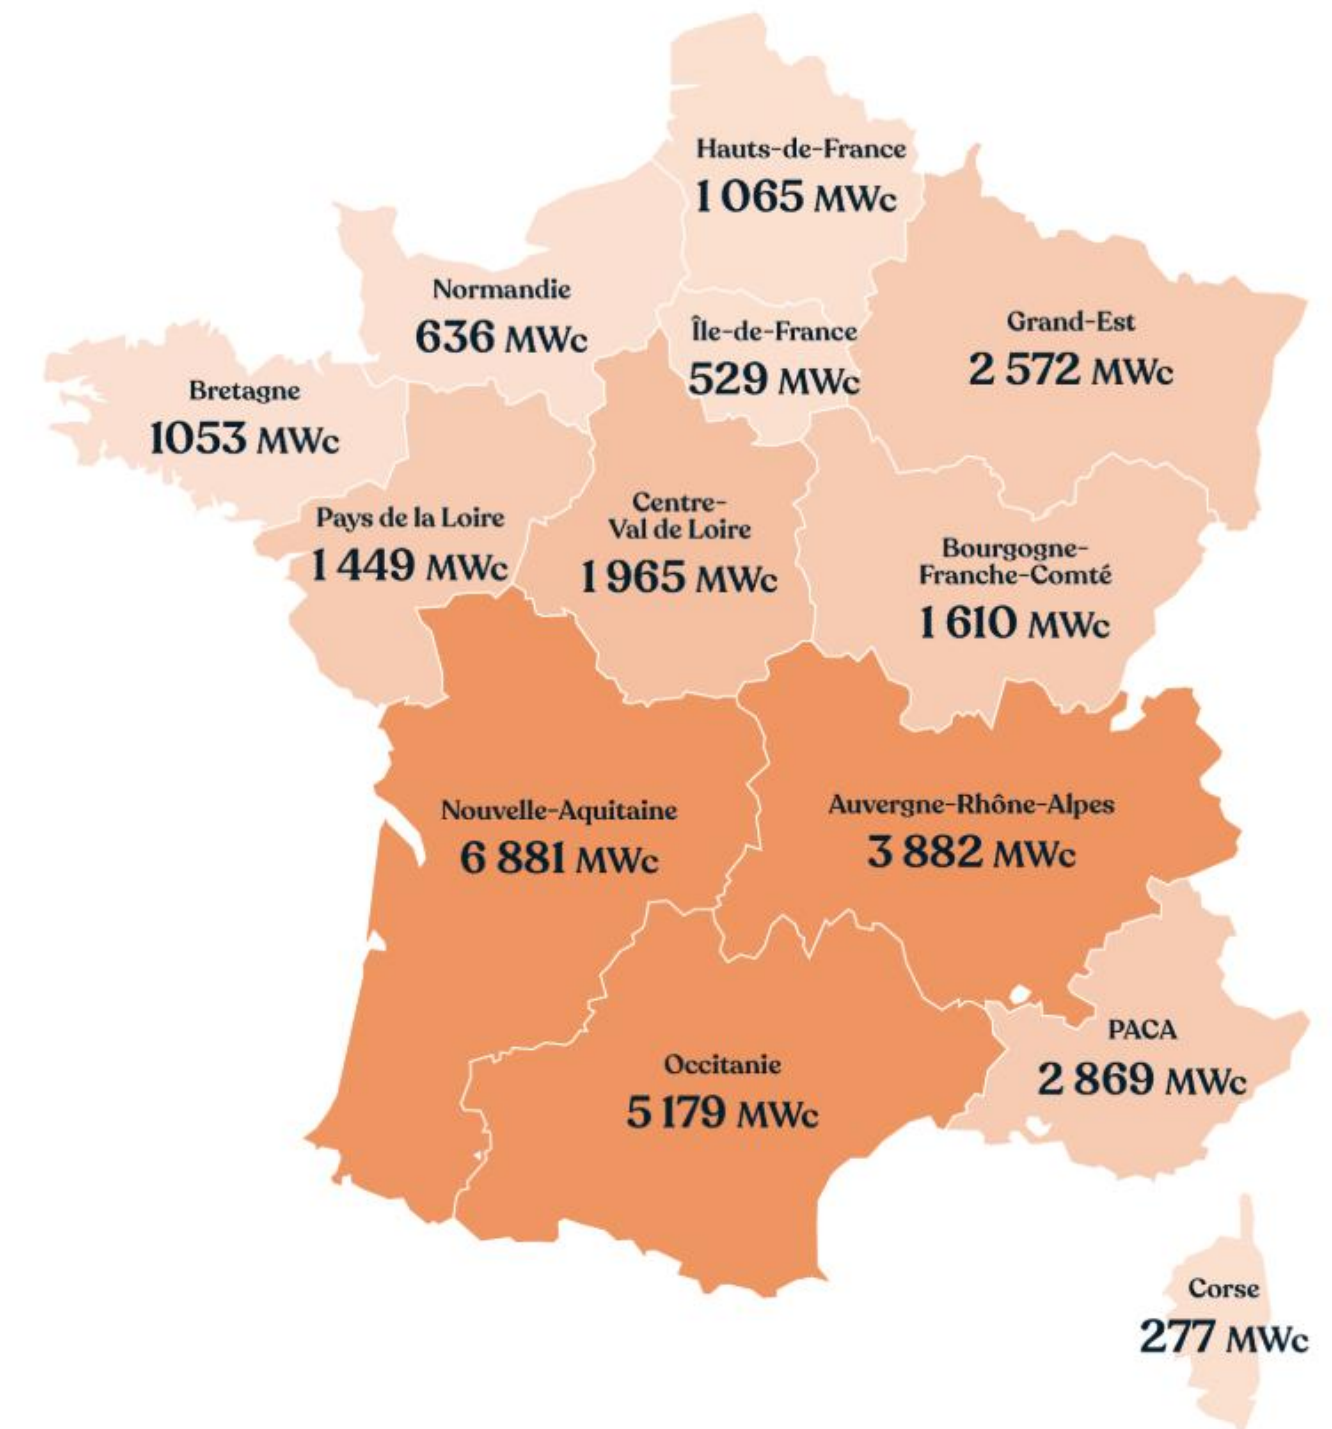 Hauts-de-France
1 065 MWc
Normandie
636 MWc
Île-de-France
529 MWc
Grand-Est
2 572 MWc
Bretagne
1053 MWc
Pays de la Loire
1 449 MWc
Centre-
Val de Loire
1 965 MWc
Bourgogne-
Franche-Comté
1 610 MWc
Nouvelle-Aquitaine
6 881 MWc
Auvergne-Rhône-Alpes
3 882 MWc
Occitanie
5 179 MWc
PACA
2 869 MWc
Corse
277 MWc